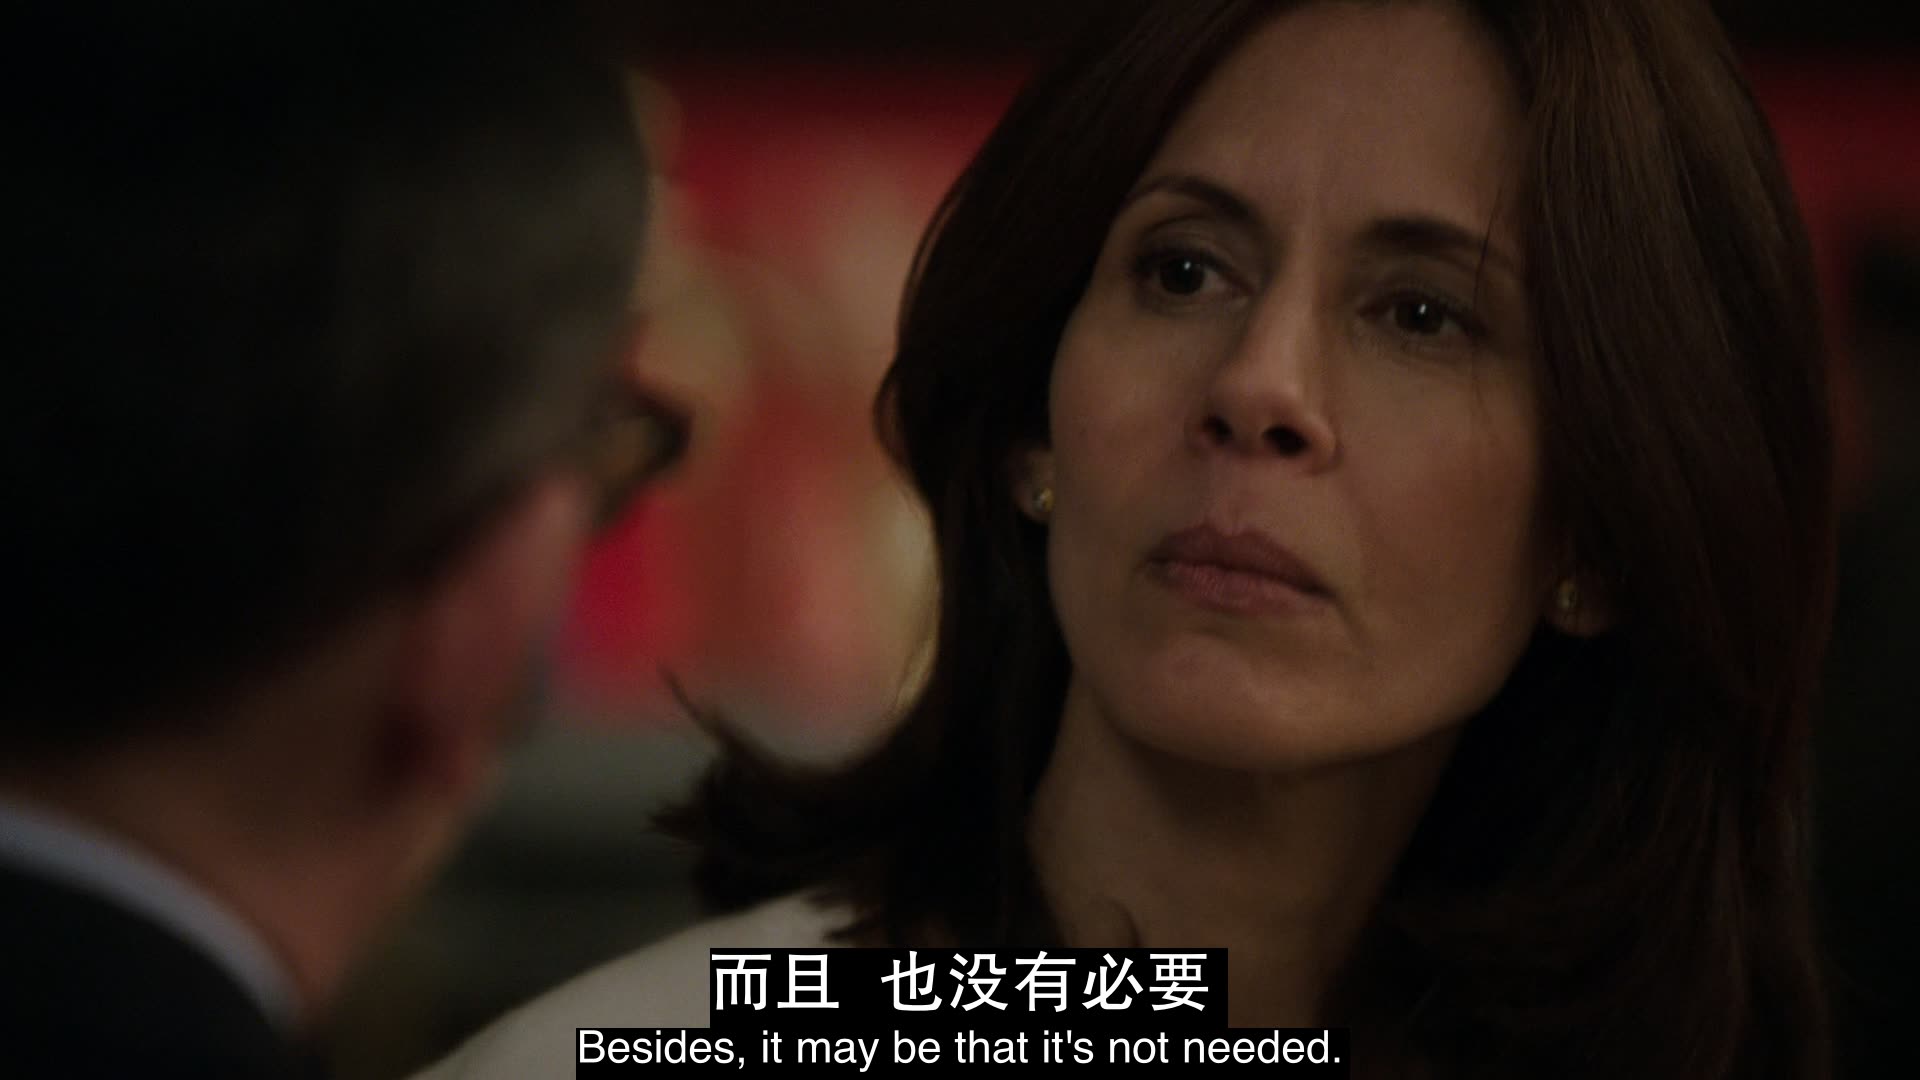 而且 也没有必要
Besides, it may be that it's not needed.